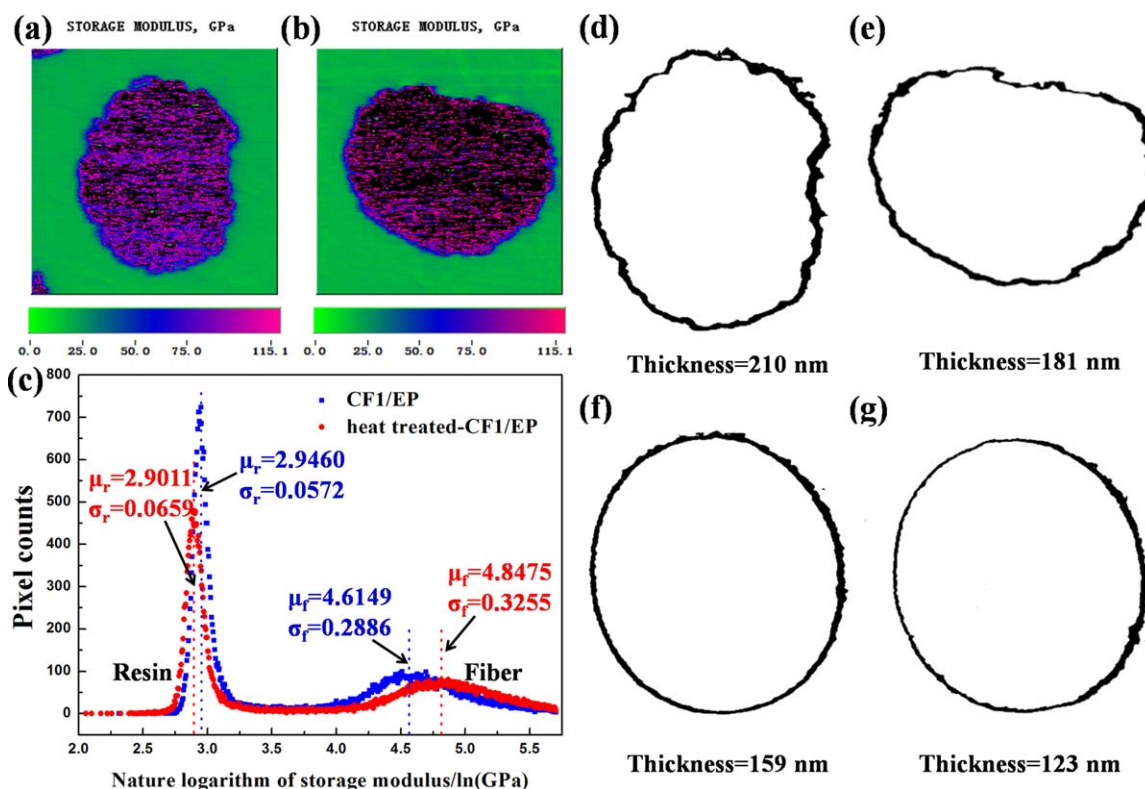 (a) STORAGE MODULUS, GPa
0.0 25.0 50.0 75.0 115.1
(b) STORAGE MODULUS, GPa
0.0 25.0 50.0 75.0 115.1
(c)
800
700
600
500
400
300
200
100
0
Pixel counts
CF1/EP
heat treated-CF1/EP
μr=2.9011
σr=0.0659
μr=2.9460
σr=0.0572
μf=4.6149
σf=0.2886
μf=4.8475
σf=0.3255
Resin
Fiber
2.0 2.5 3.0 3.5 4.0 4.5 5.0 5.5
Nature logarithm of storage modulus/ln(GPa)
(d)
Thickness=210 nm
(e)
Thickness=181 nm
(f)
Thickness=159 nm
(g)
Thickness=123 nm